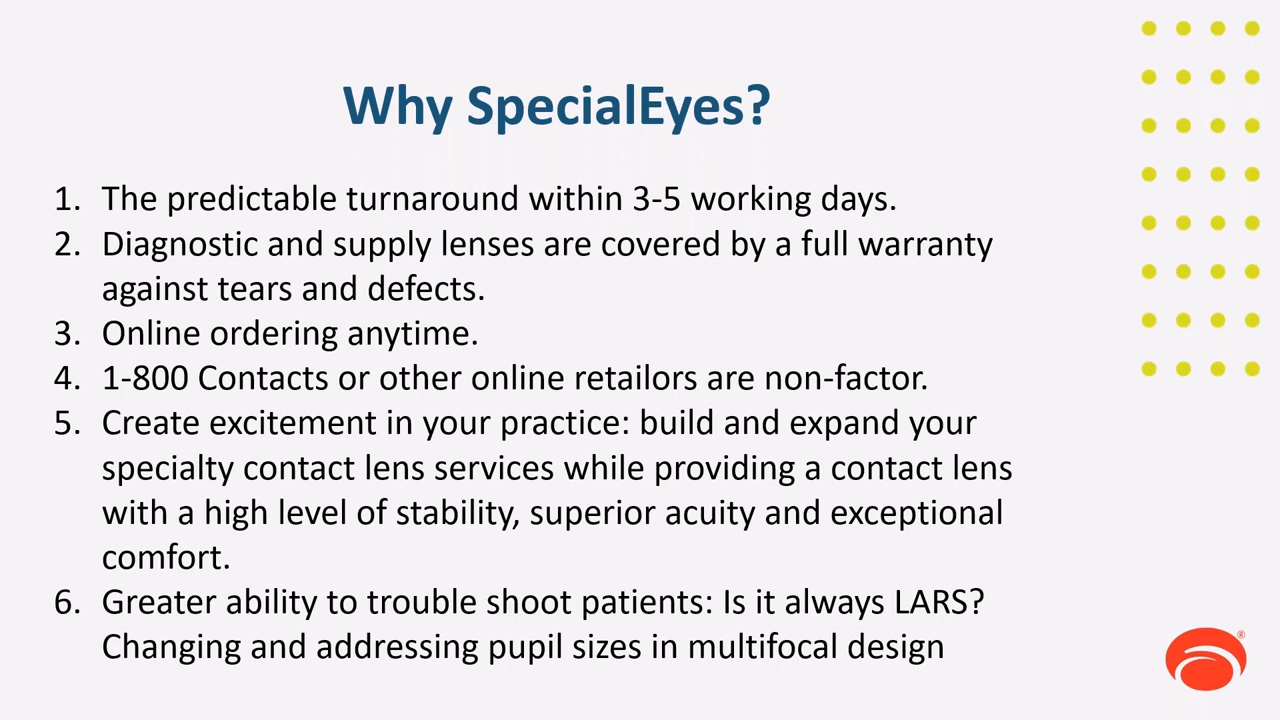 Why SpecialEyes?
1. The predictable turnaround within 3-5 working days.
2. Diagnostic and supply lenses are covered by a full warranty
against tears and defects.
3. Online ordering anytime.
4. 1-800 Contacts or other online retailors are non-factor.
5. Create excitement in your practice: build and expand your
specialty contact lens services while providing a contact lens
with a high level of stability, superior acuity and exceptional
comfort.
6. Greater ability to trouble shoot patients: Is it always LARS?
Changing and addressing pupil sizes in multifocal design
®